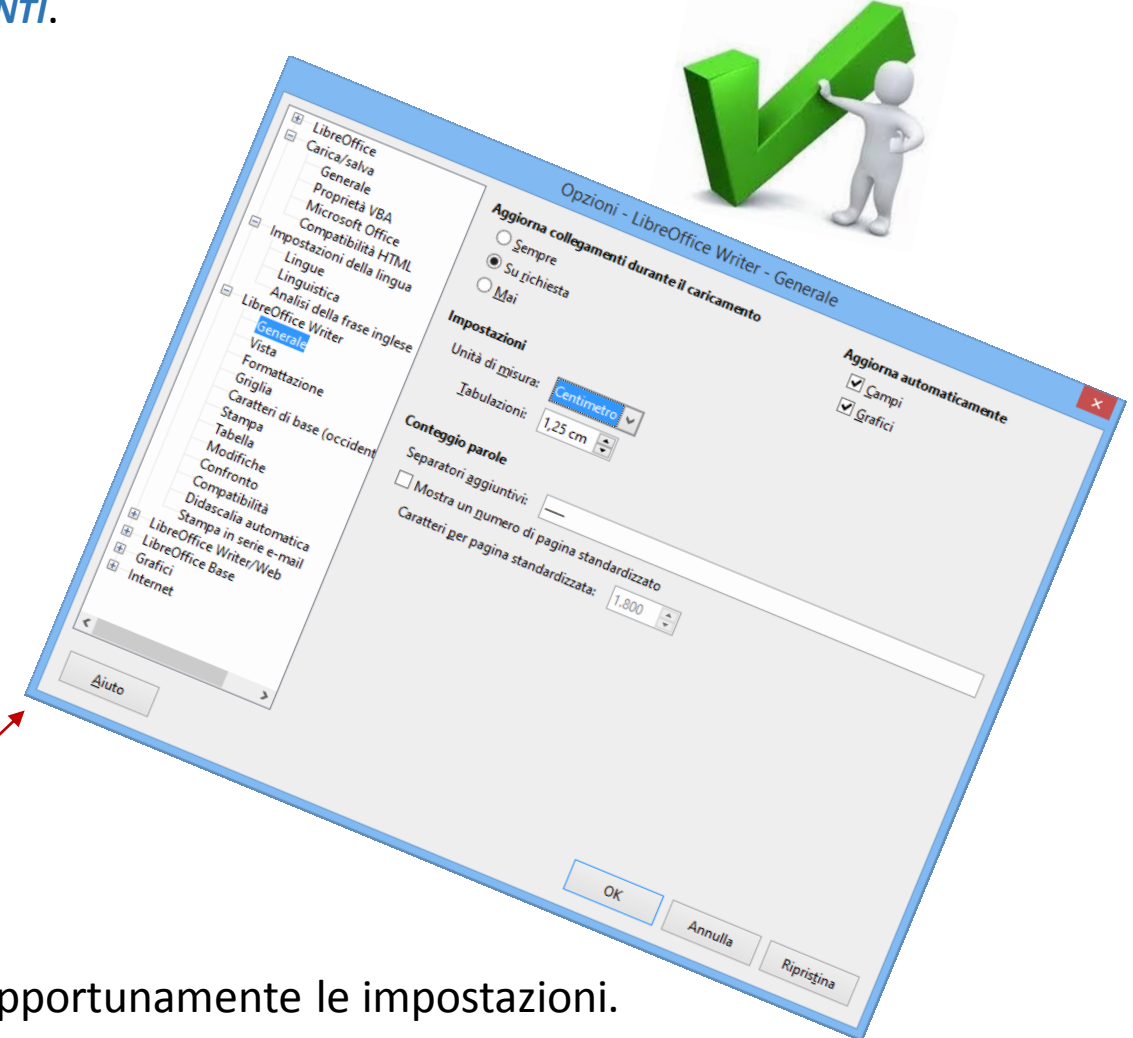 NTI.
Opzioni - LibreOffice Writer - Generale
LibreOffice
Carica/salva
Generale
Proprietà VBA
Microsoft Office
Compatibilità HTML
Impostazioni della lingua
Lingue
Linguistica
Analisi della frase inglese
LibreOffice Writer
Generale
Vista
Formattazione
Griglia
Caratteri di base (occident
Stampa
Tabella
Modifiche
Confronto
Compatibilità
Didascalia automatica
Stampa in serie e-mail
LibreOffice Writer/Web
LibreOffice Base
Grafici
Internet
Aggiorna collegamenti durante il caricamento
Sempre
Su richiesta
Mai
Aggiorna automaticamente
Campi
Grafici
Impostazioni
Unità di misura: Centimetro
Tabulazioni: 1,25 cm
Conteggio parole
Separatori aggiuntivi: —–
Mostra un numero di pagina standardizzato
Caratteri per pagina standardizzata: 1.800
Aiuto
OK
Annulla
Ripristina
pportunamente le impostazioni.